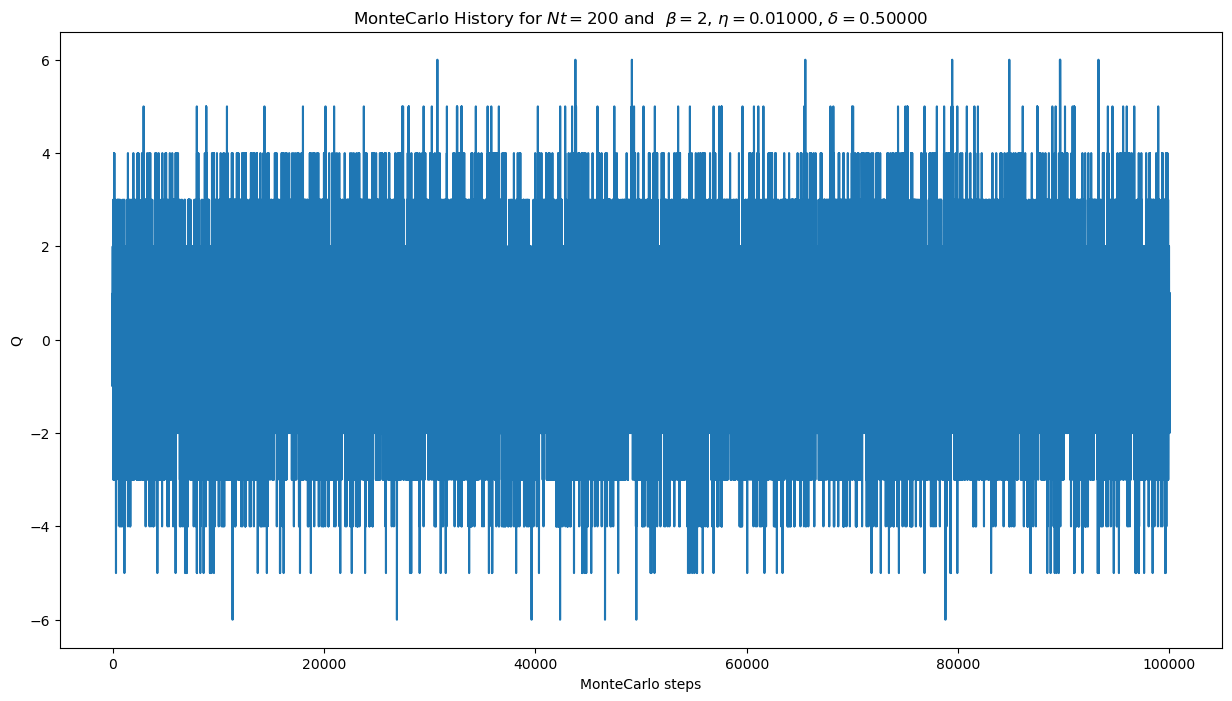 MonteCarlo History for $Nt = 200$ and $\beta = 2$, $\eta = 0.01000$, $\delta = 0.50000$
6
4
2
0
−2
−4
−6
Q
0 20000 40000 60000 80000 100000
MonteCarlo steps